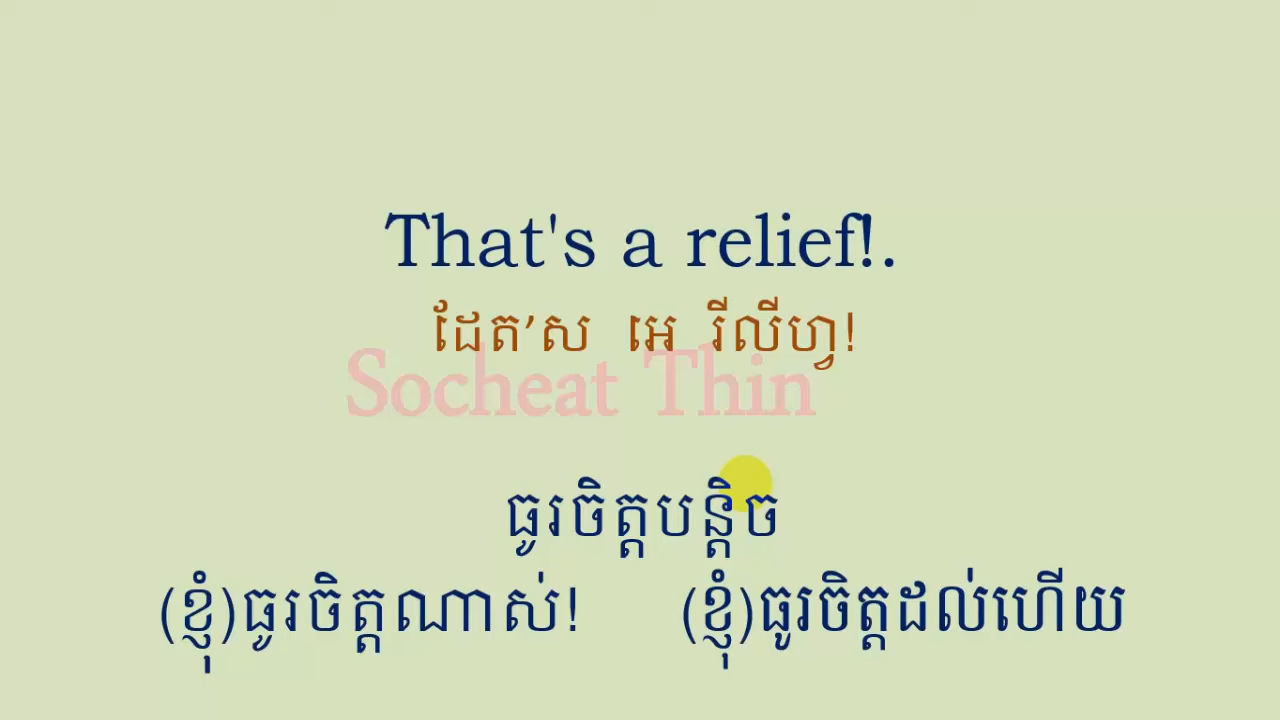 That's a relief!.
ដែត’ស អេ រីលីហ្វ!
Socheat Thin
ធូរចិត្តបន្តិច
(ខ្ញុំ)ធូរចិត្តណាស់! (ខ្ញុំ)ធូរចិត្តដល់ហើយ